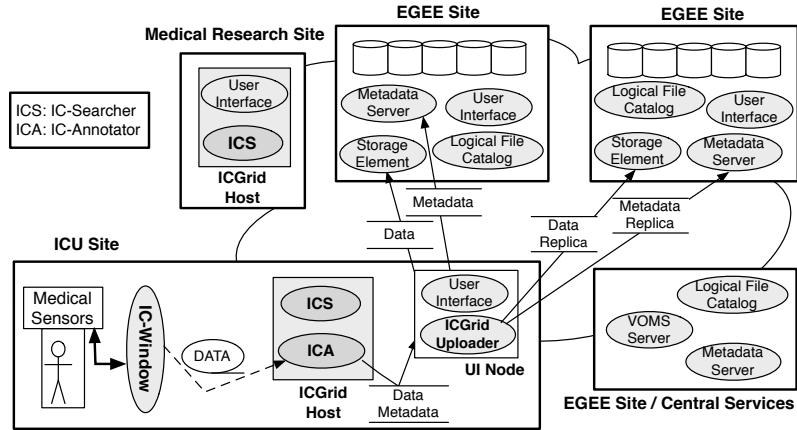 EGEE Site
EGEE Site
Medical Research Site
User
Interface
ICS
ICGrid
Host
ICS: IC-Searcher
ICA: IC-Annotator
Metadata
Server
User
Interface
Storage
Element
Logical File
Catalog
Logical File
Catalog
User
Interface
Storage
Element
Metadata
Server
Metadata
Data
Data
Replica
Metadata
Replica
ICU Site
Medical
Sensors
IC-Window
DATA
ICS
ICA
ICGrid
Host
User
Interface
ICGrid
Uploader
UI Node
Data
Metadata
Logical File
Catalog
VOMS
Server
Metadata
Server
EGEE Site / Central Services